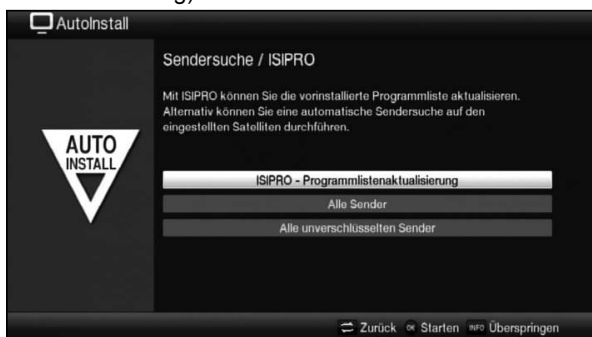 AutoInstall
Sendersuche / ISIPRO
Mit ISIPRO können Sie die vorinstallierte Programmliste aktualisieren.
Alternativ können Sie eine automatische Sendersuche auf den
eingestellten Satelliten durchführen.
AUTO
INSTALL
ISIPRO - Programmlistenaktualisierung
Alle Sender
Alle unverschlüsselten Sender
Zurück OK Starten INFO Überspringen